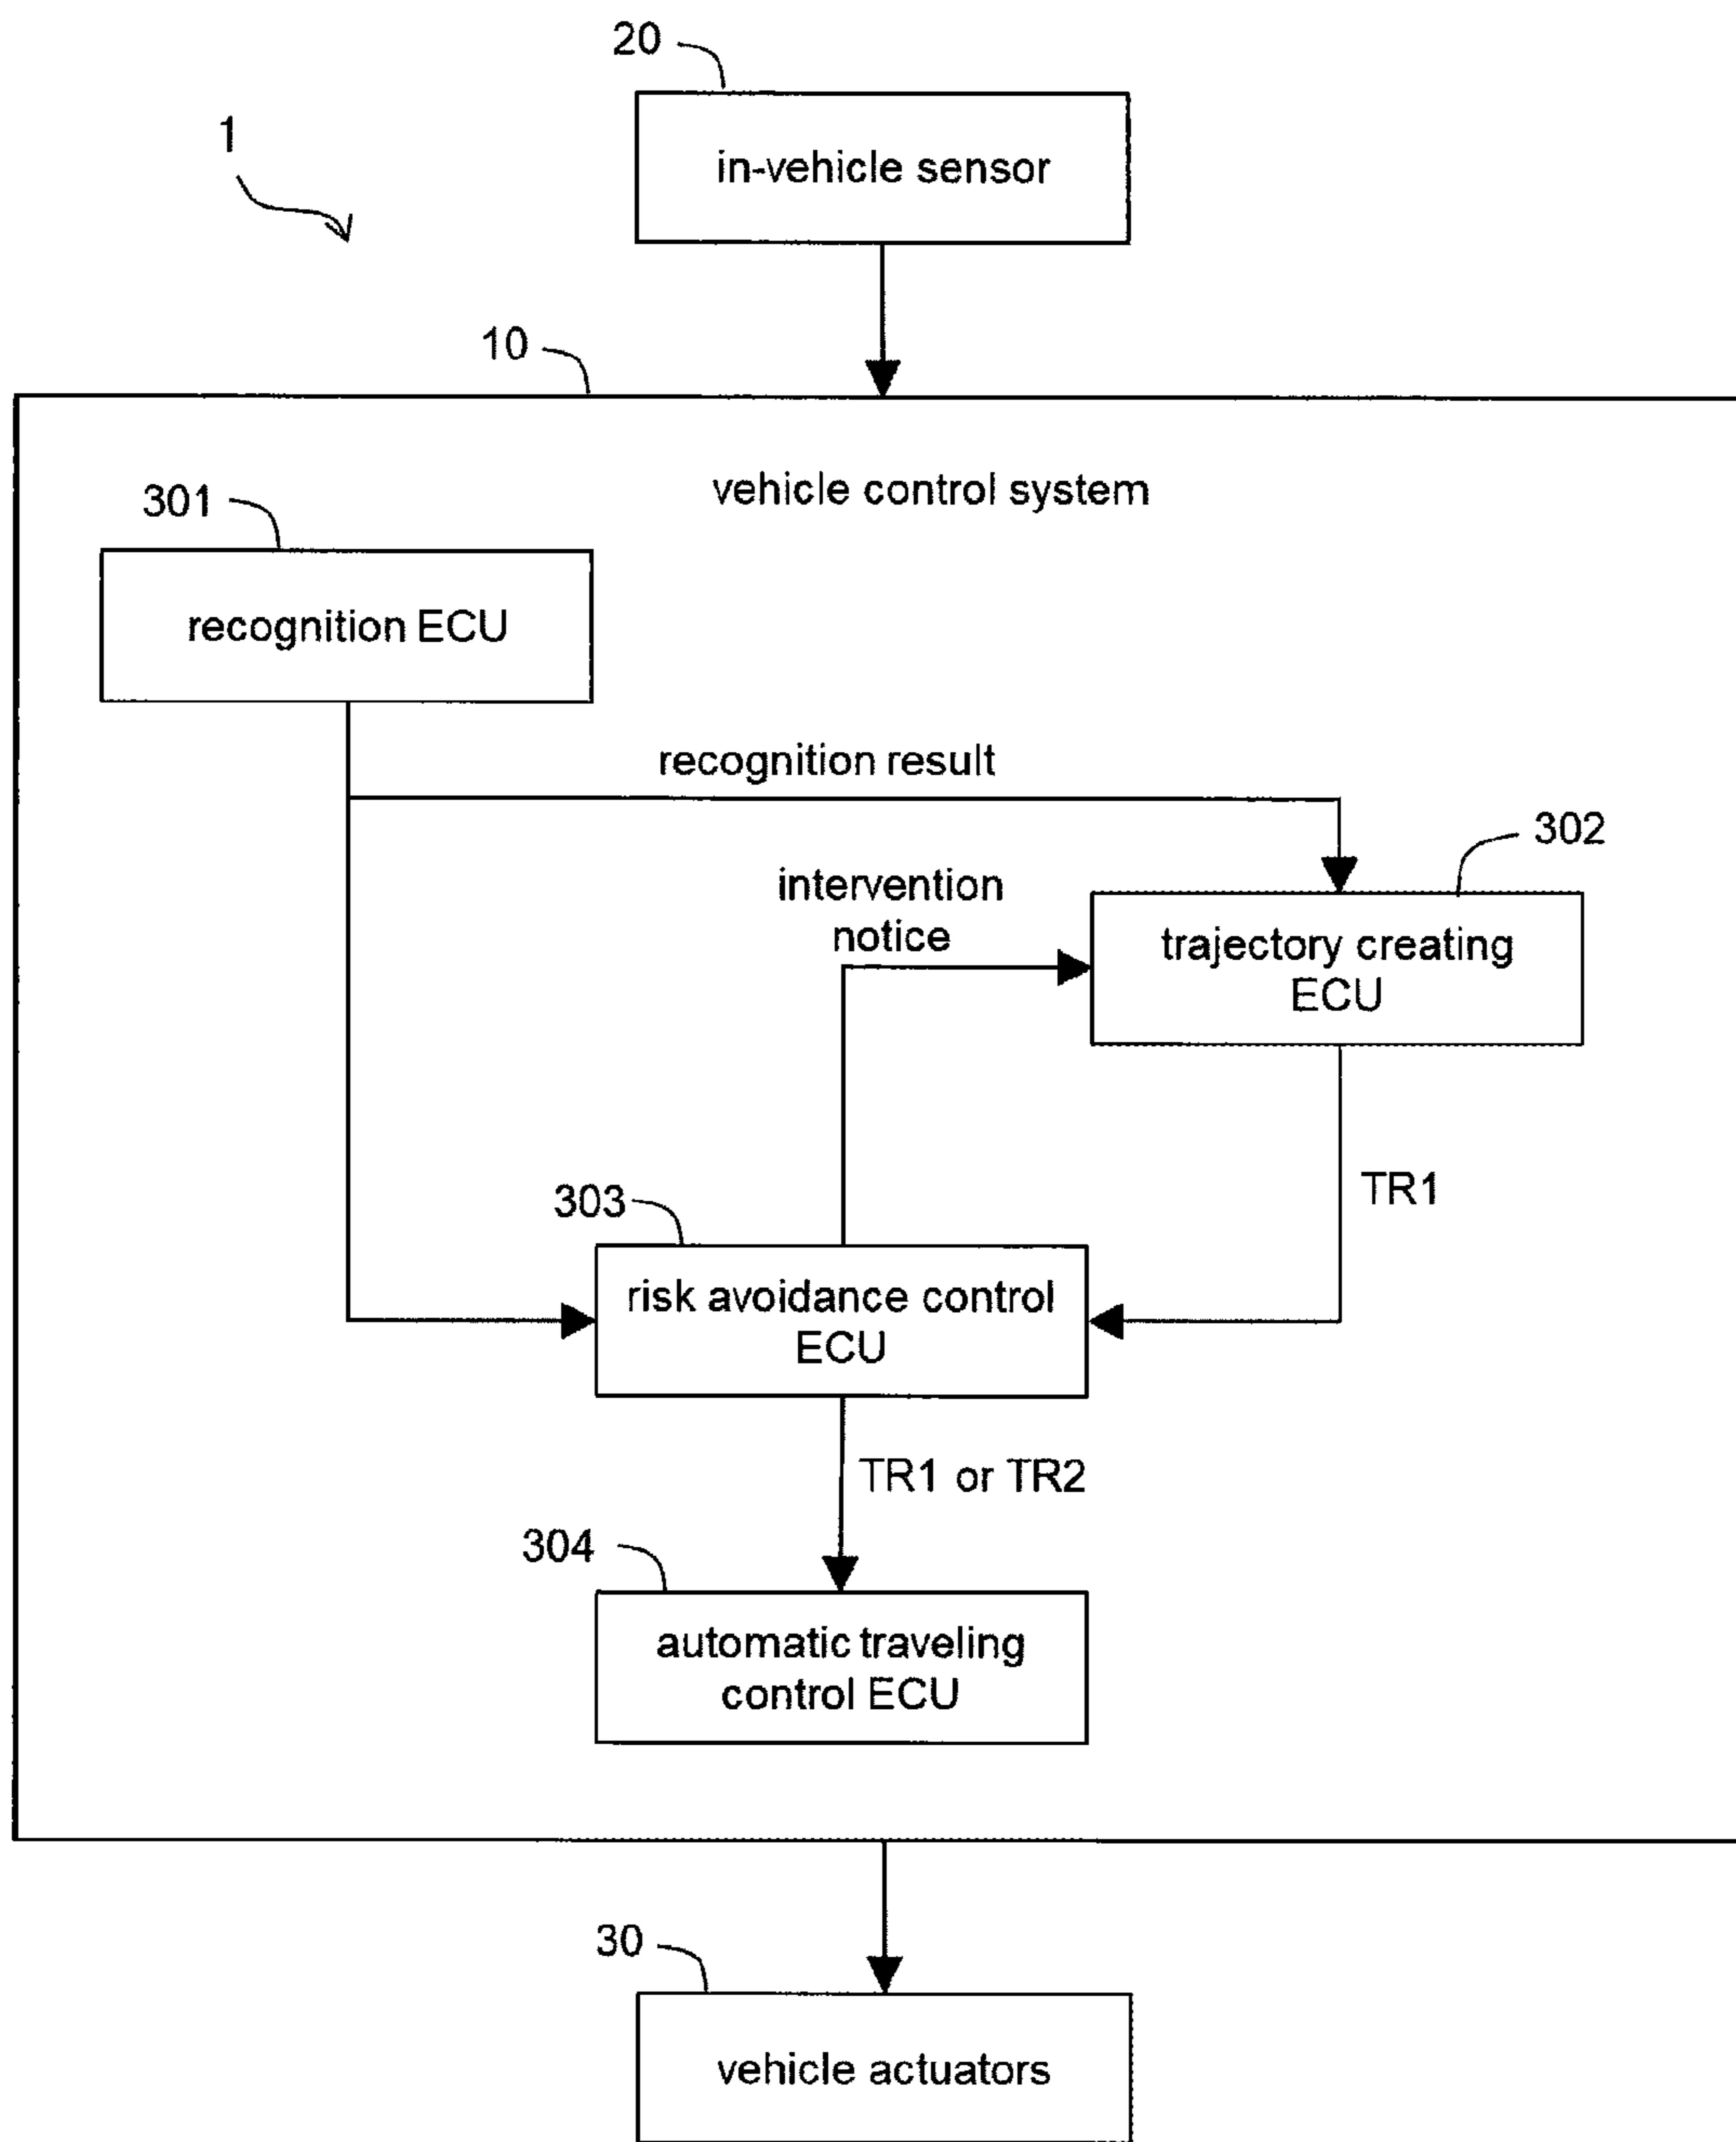 20
1
in-vehicle sensor
10
vehicle control system
301
recognition ECU
recognition result
302
intervention
notice
trajectory creating
ECU
TR1
303
risk avoidance control
ECU
TR1 or TR2
304
automatic traveling
control ECU
30
vehicle actuators